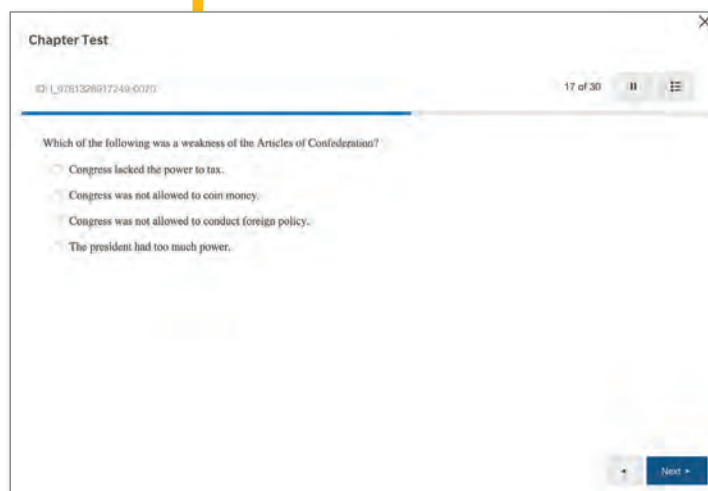 Chapter Test
17 of 30
Which of the following was a weakness of the Articles of Confederation?
Congress lacked the power to tax.
Congress was not allowed to coin money.
Congress was not allowed to conduct foreign policy.
The president had too much power.
Next